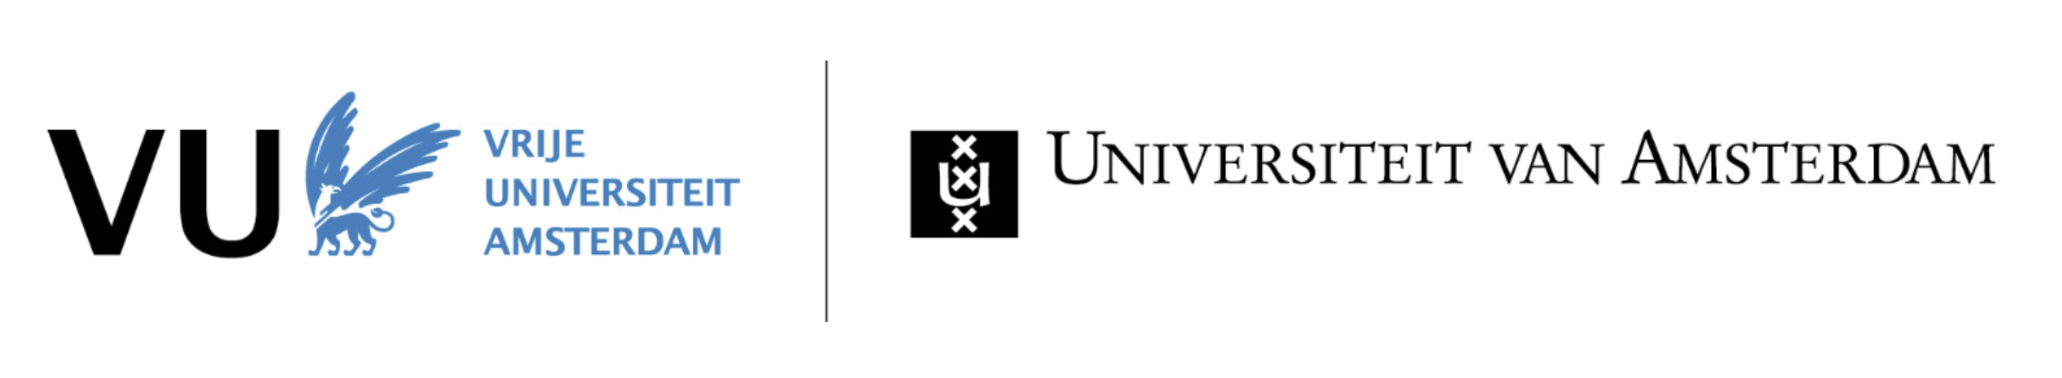 VU
VRIJE
UNIVERSITEIT
AMSTERDAM
U
UNIVERSITEIT VAN AMSTERDAM